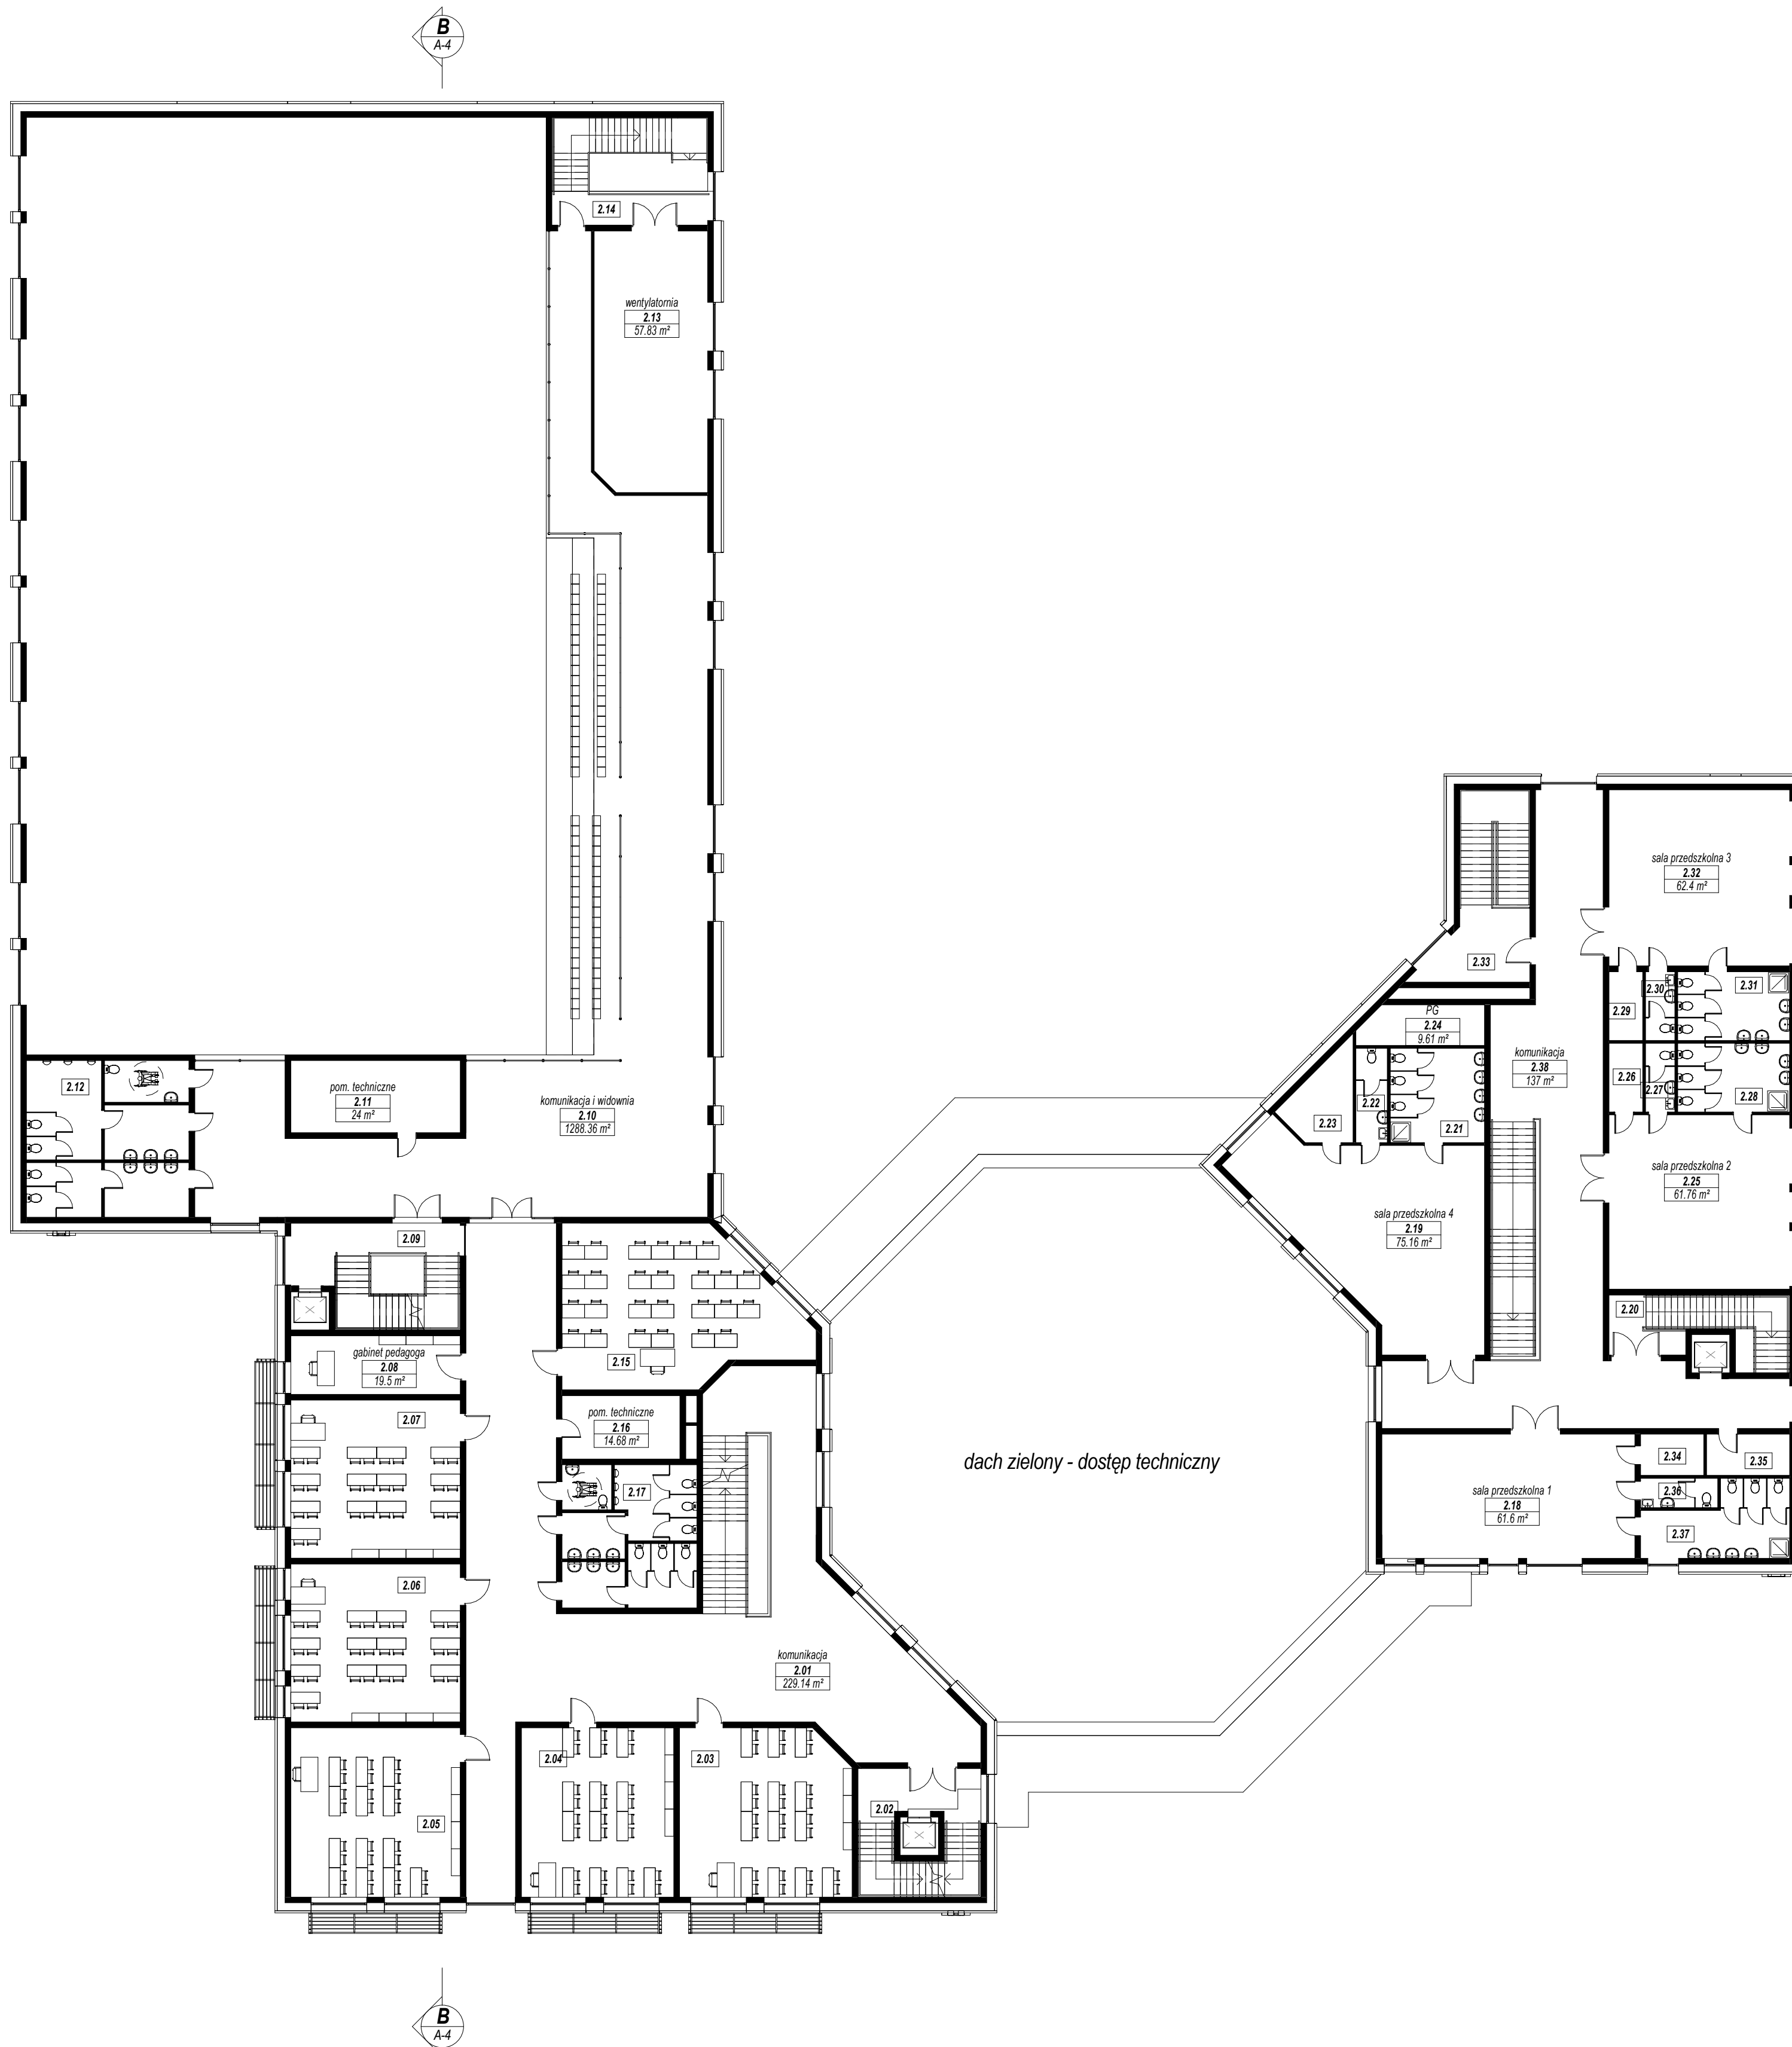 B
A-4
2.14
wentylatornia
2.13
57.83 m²
sala przedszkolna 3
2.32
62.4 m²
2.33
2.30
2.31
2.29
PG
2.24
9.61 m²
komunikacja
2.38
137 m²
pom. techniczne
2.11
24 m²
2.12
komunikacja i widownia
2.10
1288.36 m²
2.26
2.27
2.28
2.22
2.23
2.21
sala przedszkolna 2
2.25
61.76 m²
sala przedszkolna 4
2.19
75.16 m²
2.09
2.20
gabinet pedagoga
2.08
19.5 m²
2.15
2.07
pom. techniczne
2.16
14.68 m²
dach zielony - dostęp techniczny
2.34
2.35
2.17
sala przedszkolna 1
2.18
61.6 m²
2.36
2.37
2.06
komunikacja
2.01
229.14 m²
2.04
2.03
2.02
2.05
B
A-4